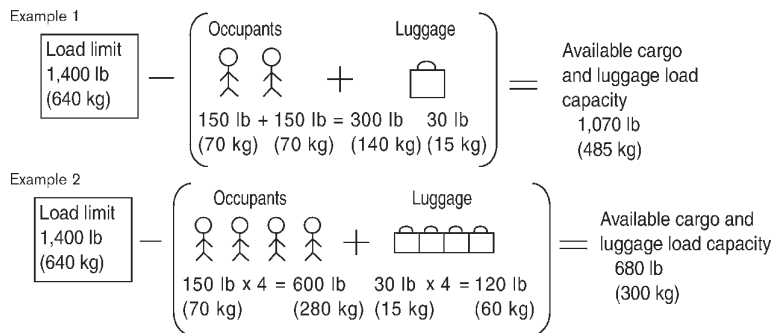 Example 1
Load limit
1,400 lb
(640 kg)
Occupants
Luggage
150 lb + 150 lb = 300 lb 30 lb
(70 kg) (70 kg) (140 kg) (15 kg)
Available cargo
and luggage load
capacity
1,070 lb
(485 kg)
Example 2
Load limit
1,400 lb
(640 kg)
Occupants
Luggage
150 lb x 4 = 600 lb 30 lb x 4 = 120 lb
(70 kg) (280 kg) (15 kg) (60 kg)
Available cargo and
luggage load capacity
680 lb
(300 kg)